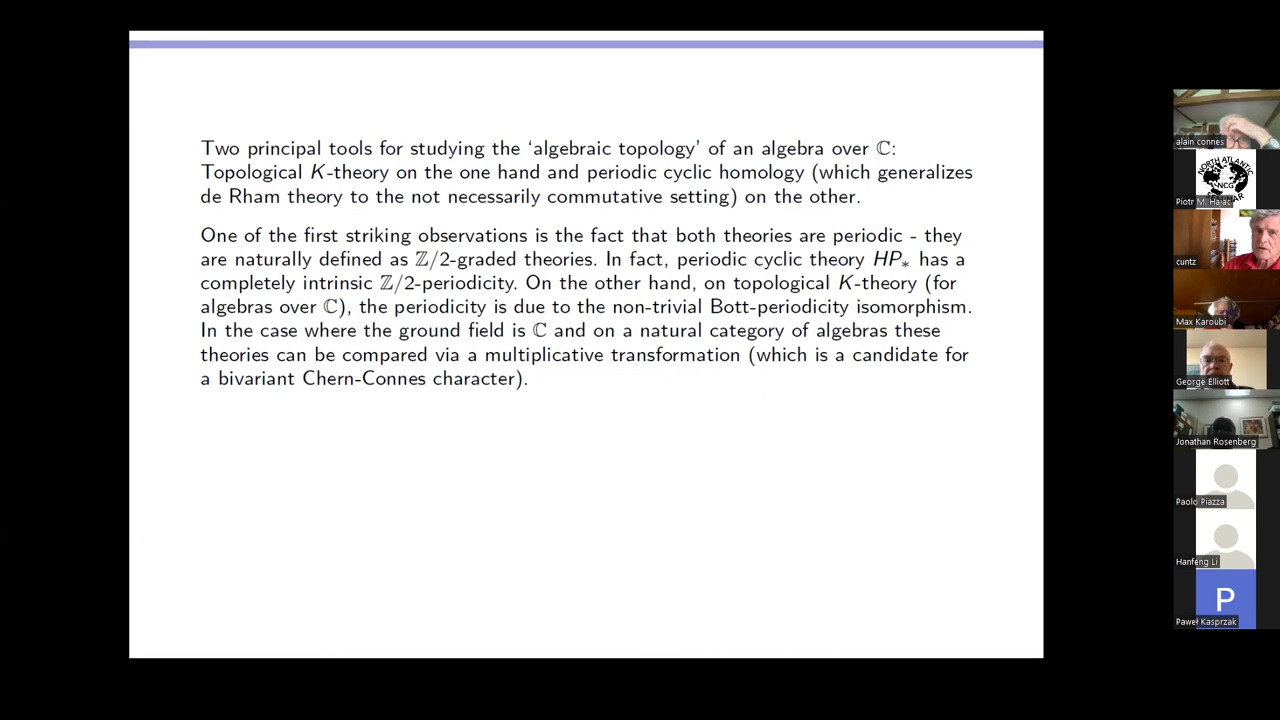 Two principal tools for studying the ‘algebraic topology’ of an algebra over ℂ:
Topological K-theory on the one hand and periodic cyclic homology (which generalizes
de Rham theory to the not necessarily commutative setting) on the other.
One of the first striking observations is the fact that both theories are periodic - they
are naturally defined as ℤ/2-graded theories. In fact, periodic cyclic theory HP∗ has a
completely intrinsic ℤ/2-periodicity. On the other hand, on topological K-theory (for
algebras over ℂ), the periodicity is due to the non-trivial Bott-periodicity isomorphism.
In the case where the ground field is ℂ and on a natural category of algebras these
theories can be compared via a multiplicative transformation (which is a candidate for
a bivariant Chern-Connes character).
alain connes
NORTH ATLANTIC
NCG
Piotr M. Hajac
cuntz
Max Karoubi
George Elliott
Jonathan Rosenberg
Paolo Piazza
Hanfeng Li
P
Paweł Kasprzak